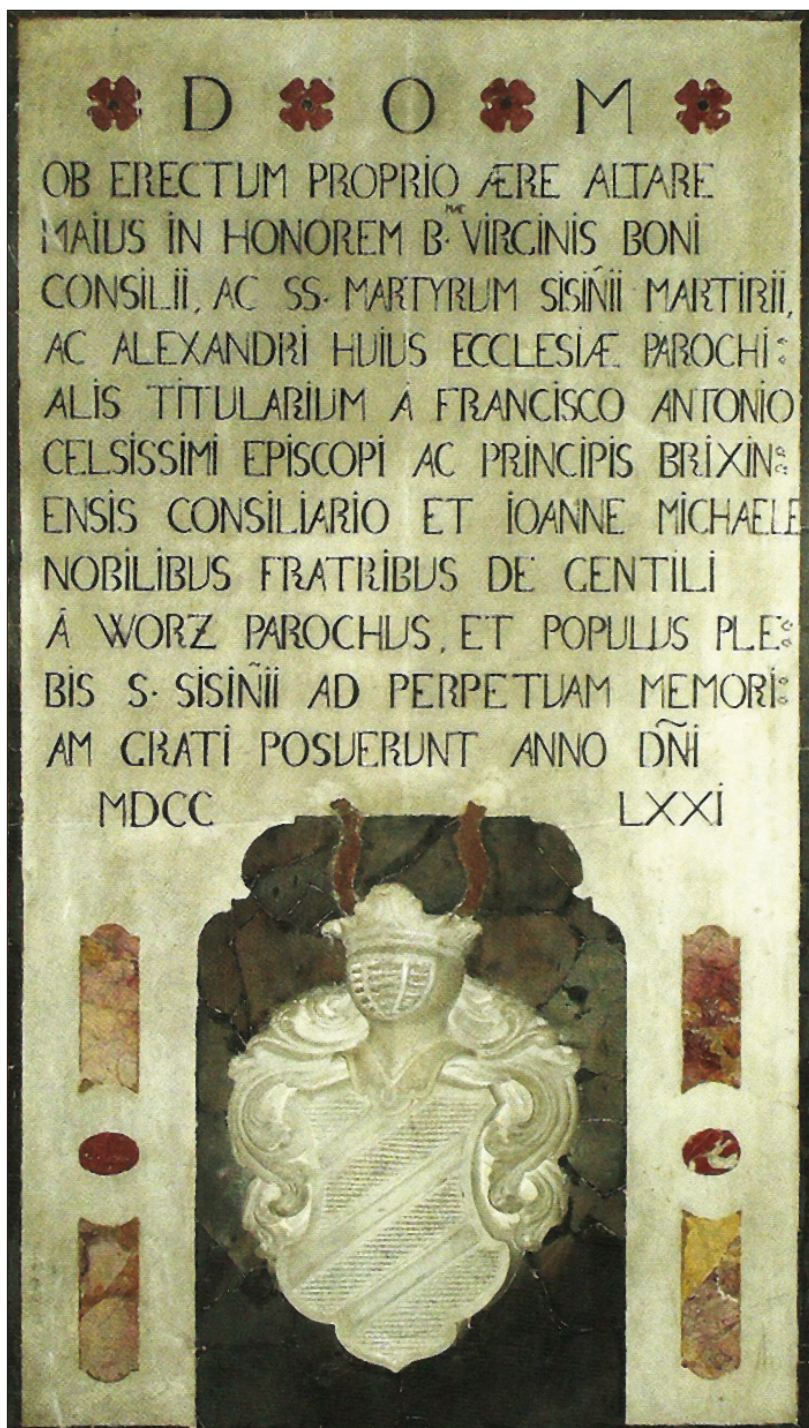 D O M
OB ERECTUM PROPRIO ÆRE ALTARE
MAIUS IN HONOREM B.MAE VIRGINIS BONI
CONSILII, AC SS. MARTYRUM SISIÑII MARTIRII,
AC ALEXANDRI HUIUS ECCLESIÆ PAROCHI:
ALIS TITULARIUM A FRANCISCO ANTONIO
CELSISSIMI EPISCOPI AC PRINCIPIS BRIXIN:
ENSIS CONSILIARIO ET IOANNE MICHAELE
NOBILIBUS FRATRIBUS DE GENTILI
Á WORZ PAROCHUS, ET POPULUS PLE:
BIS S. SISIÑII AD PERPETUAM MEMORI:
AM GRATI POSUERUNT ANNO DÑI
MDCC LXXI